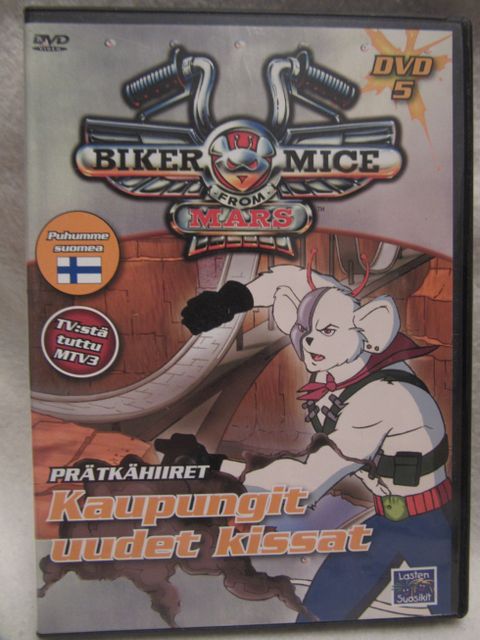 DVD
VIDEO
DVD
5
BIKER MICE
FROM
MARS™
Puhumme
suomea
TV:stä
tuttu
MTV3
PRÄTKÄHIIRET
Kaupungit
uudet kissat
Lasten
Suosikit